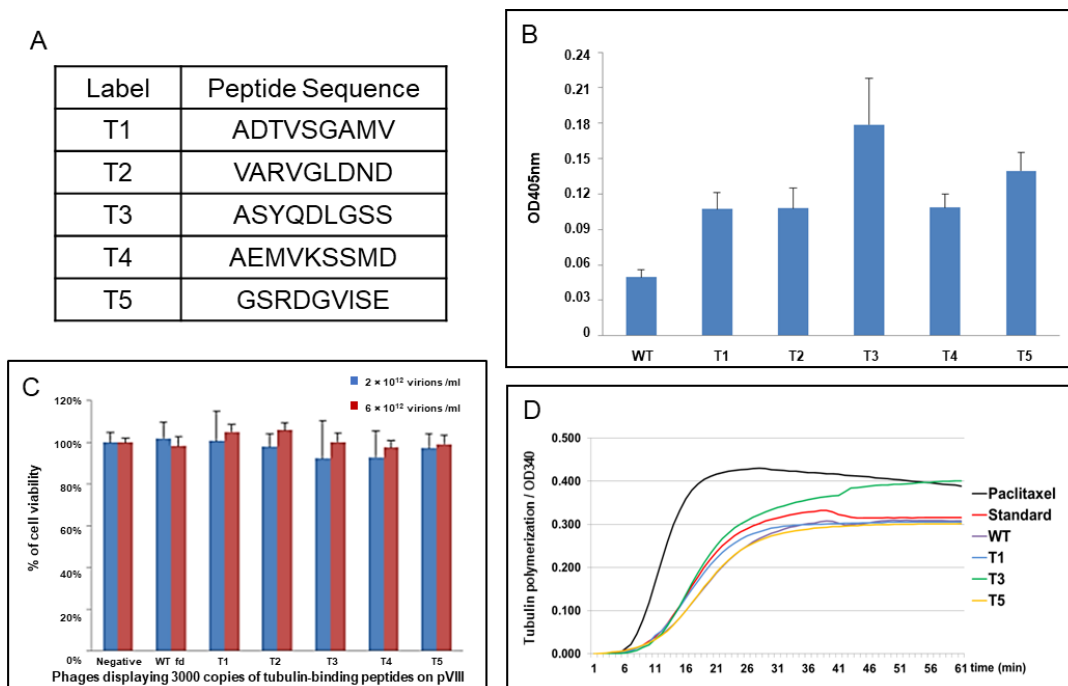 A
Label Peptide Sequence
T1 ADTVSGAMV
T2 VARVGLDND
T3 ASYQDLGSS
T4 AEMVKSSMD
T5 GSRDGVISE
B
0.24
0.21
0.18
0.15
0.12
0.09
0.06
0.03
0
OD405nm
WT T1 T2 T3 T4 T5
C
2 × 10¹² virions /ml
6 × 10¹² virions /ml
120%
100%
80%
60%
40%
20%
0%
% of cell viability
Negative WT fd T1 T2 T3 T4 T5
Phages displaying 3000 copies of tubulin-binding peptides on pVIII
D
0.500
0.400
0.300
0.200
0.100
0.000
Tubulin polymerization / OD340
Paclitaxel
Standard
WT
T1
T3
T5
1 6 11 16 21 26 31 36 41 46 51 56 61 time (min)